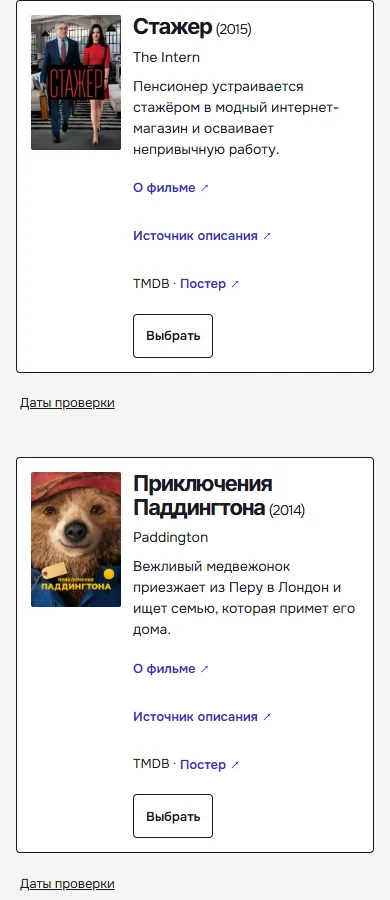 СТАЖЁР
Стажер (2015)
The Intern
Пенсионер устраивается
стажёром в модный интернет-
магазин и осваивает
непривычную работу.
О фильме ↗
Источник описания ↗
TMDB · Постер ↗
Выбрать
Даты проверки
ПРИКЛЮЧЕНИЯ
ПАДДИНГТОНА
Приключения
Паддингтона (2014)
Paddington
Вежливый медвежонок
приезжает из Перу в Лондон и
ищет семью, которая примет его
дома.
О фильме ↗
Источник описания ↗
TMDB · Постер ↗
Выбрать
Даты проверки